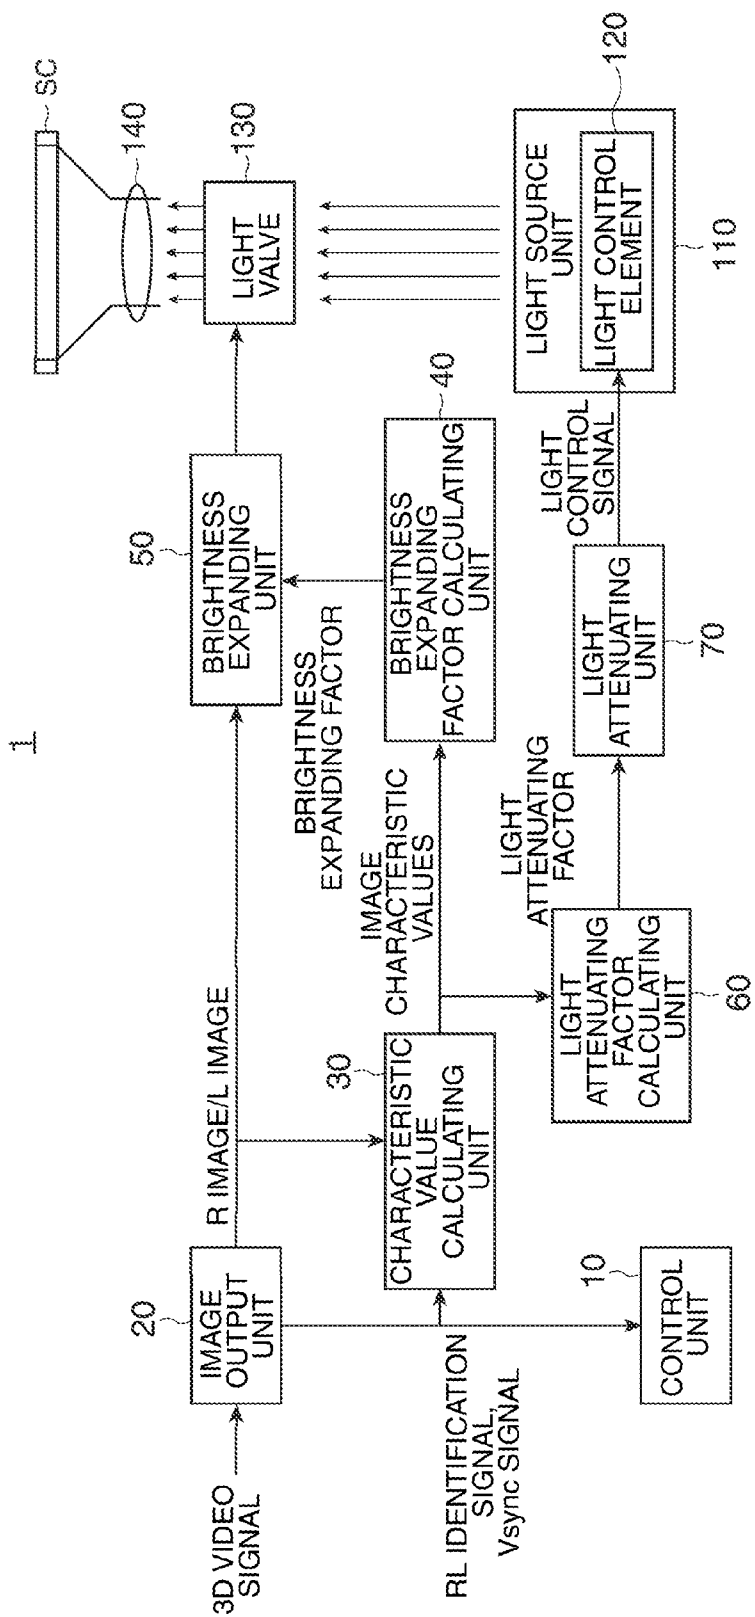 1
3D VIDEO
SIGNAL
20
IMAGE
OUTPUT
UNIT
R IMAGE/L IMAGE
50
BRIGHTNESS
EXPANDING
UNIT
130
LIGHT
VALVE
140
SC
RL IDENTIFICATION
SIGNAL,
Vsync SIGNAL
30
CHARACTERISTIC
VALUE
CALCULATING
UNIT
IMAGE
CHARACTERISTIC
VALUES
BRIGHTNESS
EXPANDING FACTOR
40
BRIGHTNESS
EXPANDING
FACTOR CALCULATING
UNIT
10
CONTROL
UNIT
LIGHT
ATTENUATING
FACTOR
CALCULATING
UNIT
60
LIGHT
ATTENUATING
FACTOR
LIGHT
ATTENUATING
UNIT
70
LIGHT
CONTROL
SIGNAL
LIGHT SOURCE
UNIT
LIGHT CONTROL
ELEMENT
120
110